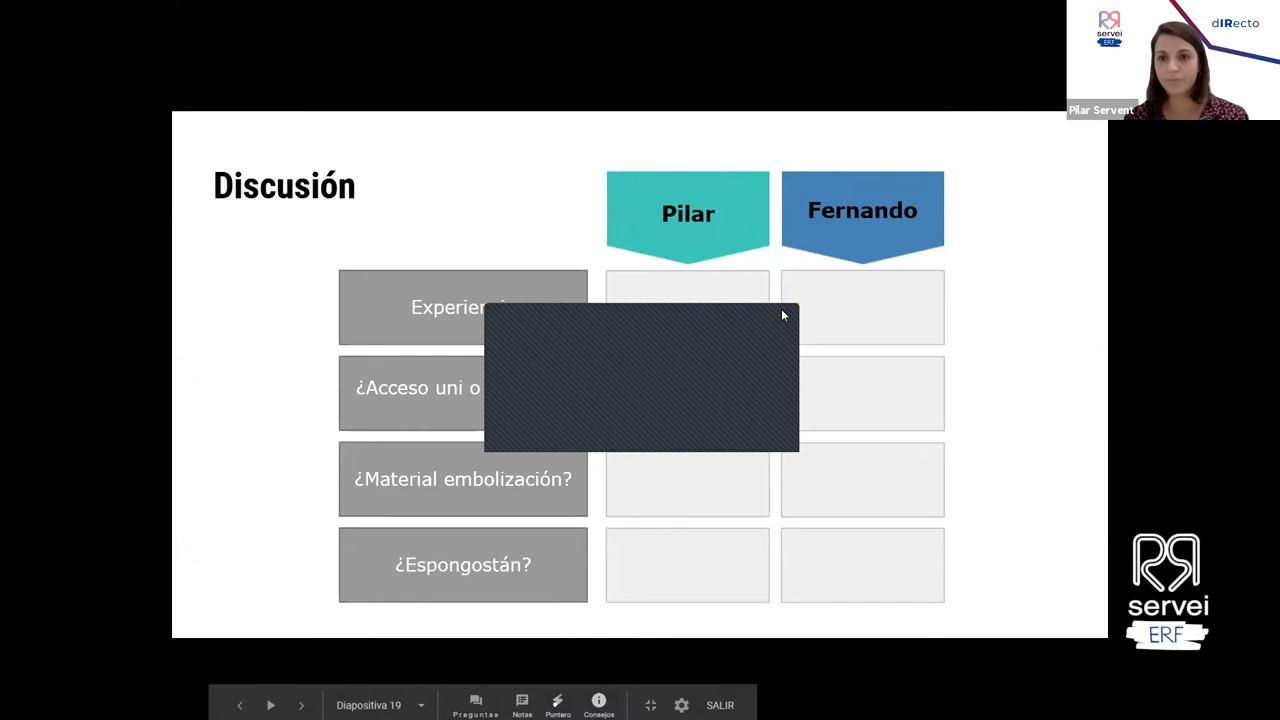 servei
ERF
dIRecto
Pilar Servent
Discusión
Pilar
Fernando
¿Acceso uni o
¿Material embolización?
¿Espongostán?
servei
ERF
Diapositiva 19
Preguntas
Notas
Puntero
Consejos
SALIR